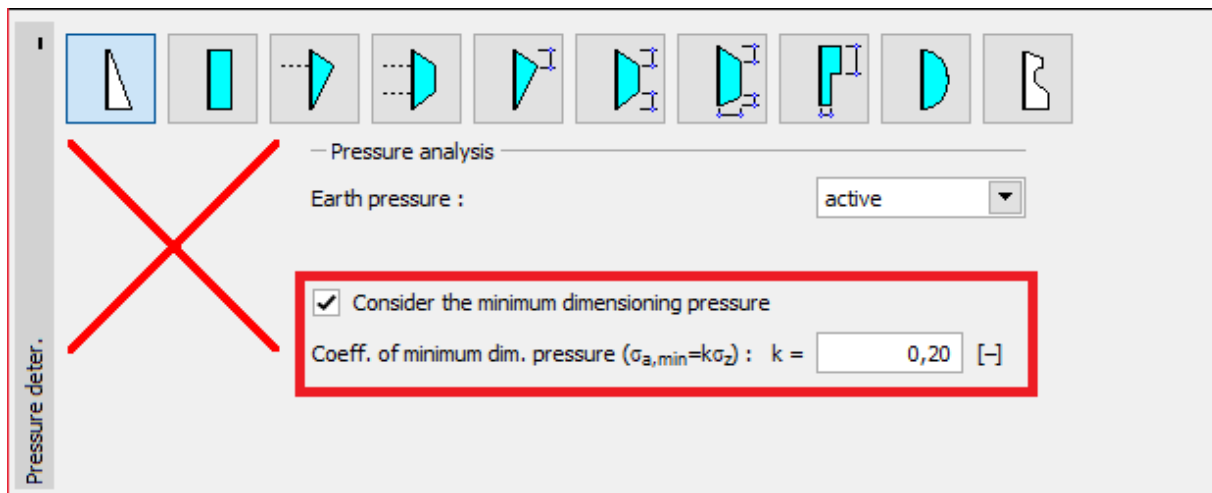 Pressure analysis
Earth pressure :
active
Consider the minimum dimensioning pressure
Coeff. of minimum dim. pressure (σa,min=kσz) : k = 0,20 [–]
Pressure deter.